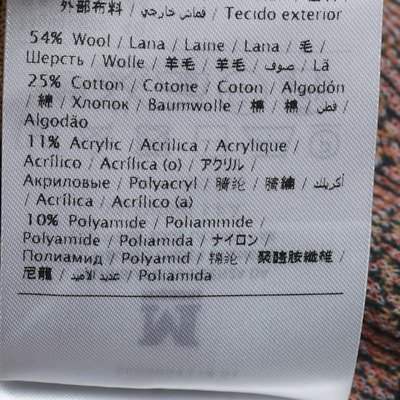 外部布料 / قماش خارجي / Tecido exterior
54% Wool / Lana / Laine / Lana / 毛 /
Шерсть / Wolle / 羊毛 / 羊毛 / صوف / Lã
25% Cotton / Cotone / Coton / Algodón
/ 綿 / Хлопок / Baumwolle / 棉 / 棉 / قطن /
Algodão
11% Acrylic / Acrilica / Acrylique /
Acrílico / Acrílica (o) / アクリル /
Акриловые / Polyacryl / 腈纶 / 腈綸 / أكريليك
/ Acrílica / Acrílico (a)
10% Polyamide / Poliammide /
Polyamide / Poliamida / ナイロン /
Полиамид / Polyamid / 锦纶 / 聚醯胺纖維 /
尼龍 / عديد الأميد / Poliamida